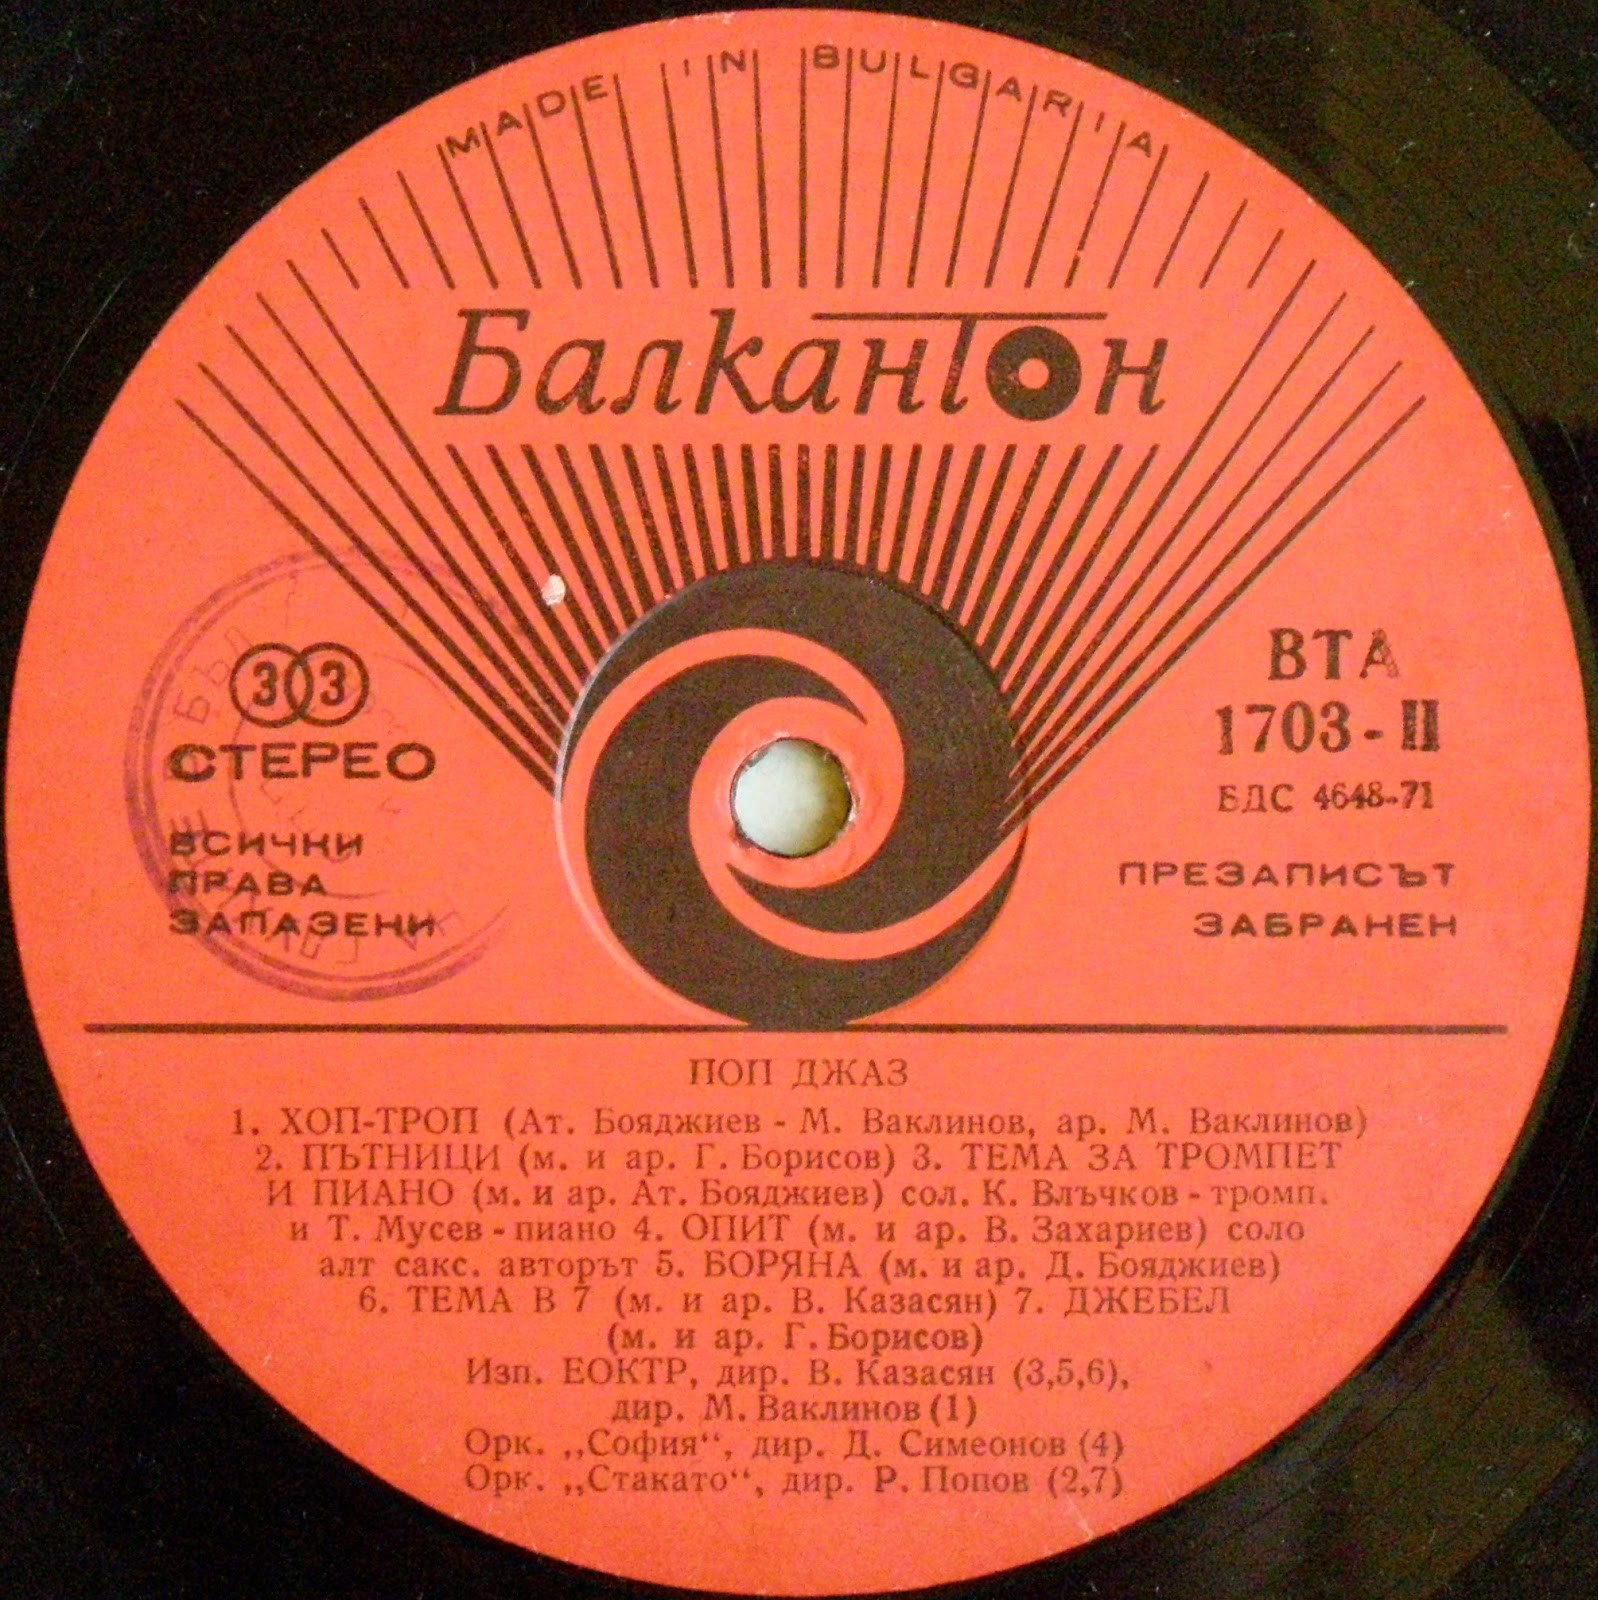 MADE IN BULGARIA
Балкантон
33
СТЕРЕО
ВСИЧКИ
ПРАВА
ЗАПАЗЕНИ
ВТА
1703-II
БДС 4648-71
ПРЕЗАПИСЪТ
ЗАБРАНЕН
ПОП ДЖАЗ
1. ХОП-ТРОП (Ат. Бояджиев - М. Ваклинов, ар. М. Ваклинов)
2. ПЪТНИЦИ (м. и ар. Г. Борисов) 3. ТЕМА ЗА ТРОМПЕТ
И ПИАНО (м. и ар. Ат. Бояджиев) сол. К. Влъчков - тромп.
и Т. Мусев - пиано 4. ОПИТ (м. и ар. В. Захариев) соло
алт сакс. авторът 5. БОРЯНА (м. и ар. Д. Бояджиев)
6. ТЕМА В 7 (м. и ар. В. Казасян) 7. ДЖЕБЕЛ
(м. и ар. Г. Борисов)
Изп. ЕОКТР, дир. В. Казасян (3,5,6),
дир. М. Ваклинов (1)
Орк. „София“, дир. Д. Симеонов (4)
Орк. „Стакато“, дир. Р. Попов (2,7)